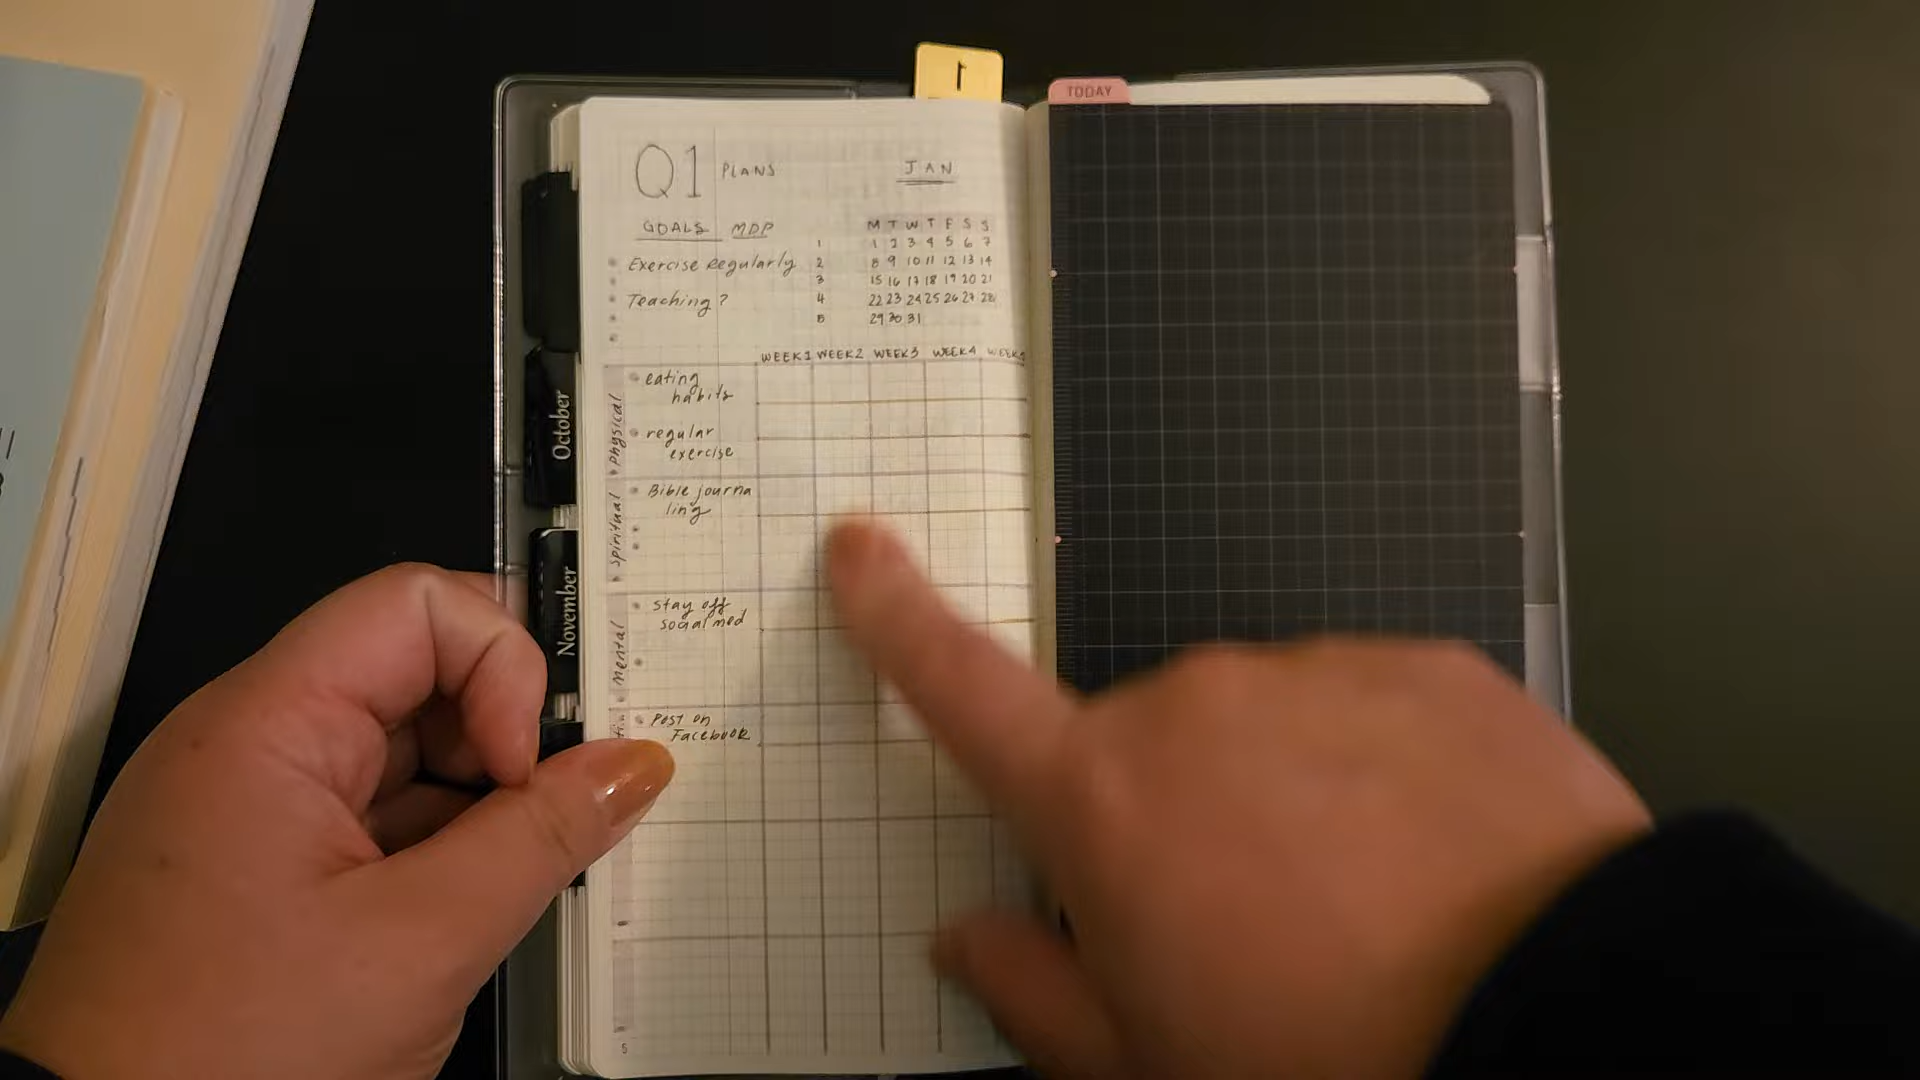 1
TODAY
Q1 PLANS
JAN
GOALS MDP
Exercise Regularly
Teaching?
M T W T F S S
1 1 2 3 4 5 6 7
2 8 9 10 11 12 13 14
3 15 16 17 18 19 20 21
4 22 23 24 25 26 27 28
5 29 30 31
WEEK1 WEEK2 WEEK3 WEEK4 WEEK5
Physical
eating
habits
regular
exercise
Spiritual
Bible journa
ling
Mental
stay off
social med
Post on
Facebook
5
October
November